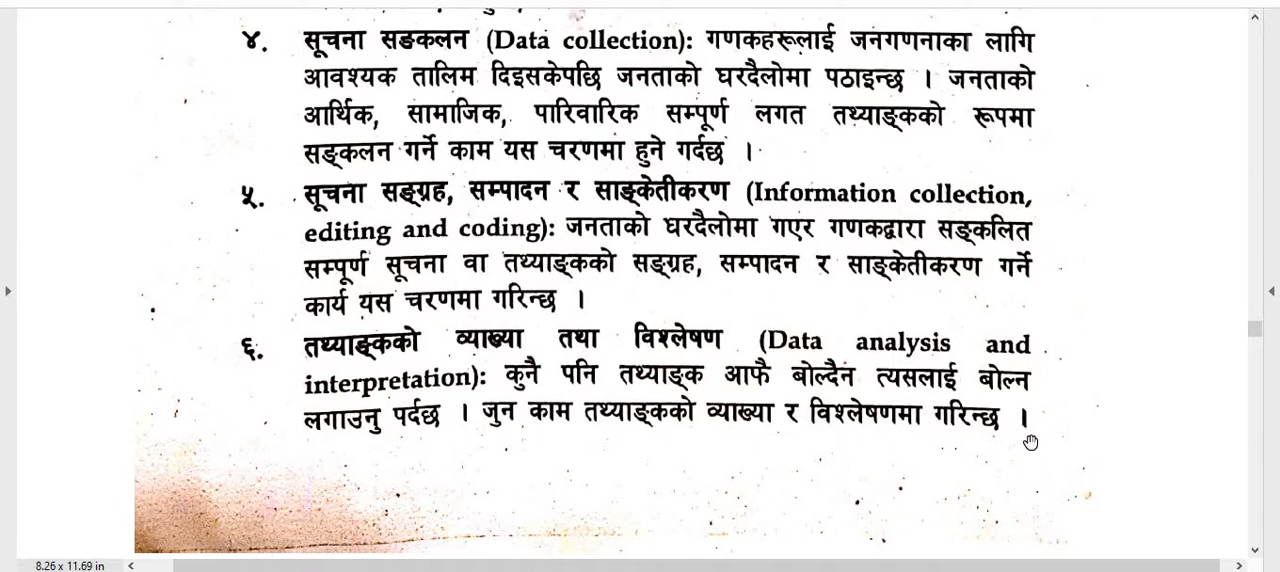 ४. सूचना सङकलन (Data collection): गणकहरूलाई जनगणनाका लागि
आवश्यक तालिम दिइसकेपछि जनताको घरदैलोमा पठाइन्छ । जनताको
आर्थिक, सामाजिक, पारिवारिक सम्पूर्ण लगत तथ्याङ्कको रूपमा
सङ्कलन गर्ने काम यस चरणमा हुने गर्दछ ।
५. सूचना सङ्ग्रह, सम्पादन र साङ्केतीकरण (Information collection,
editing and coding): जनताको घरदैलोमा गएर गणकद्वारा सङ्कलित
सम्पूर्ण सूचना वा तथ्याङ्कको सङ्ग्रह, सम्पादन र साङ्केतीकरण गर्ने
कार्य यस चरणमा गरिन्छ ।
६. तथ्याङ्कको व्याख्या तथा विश्लेषण (Data analysis and
interpretation): कुनै पनि तथ्याङ्क आफै बोल्दैन त्यसलाई बोल्न
लगाउनु पर्दछ । जुन काम तथ्याङ्कको व्याख्या र विश्लेषणमा गरिन्छ ।
8.26 x 11.69 in